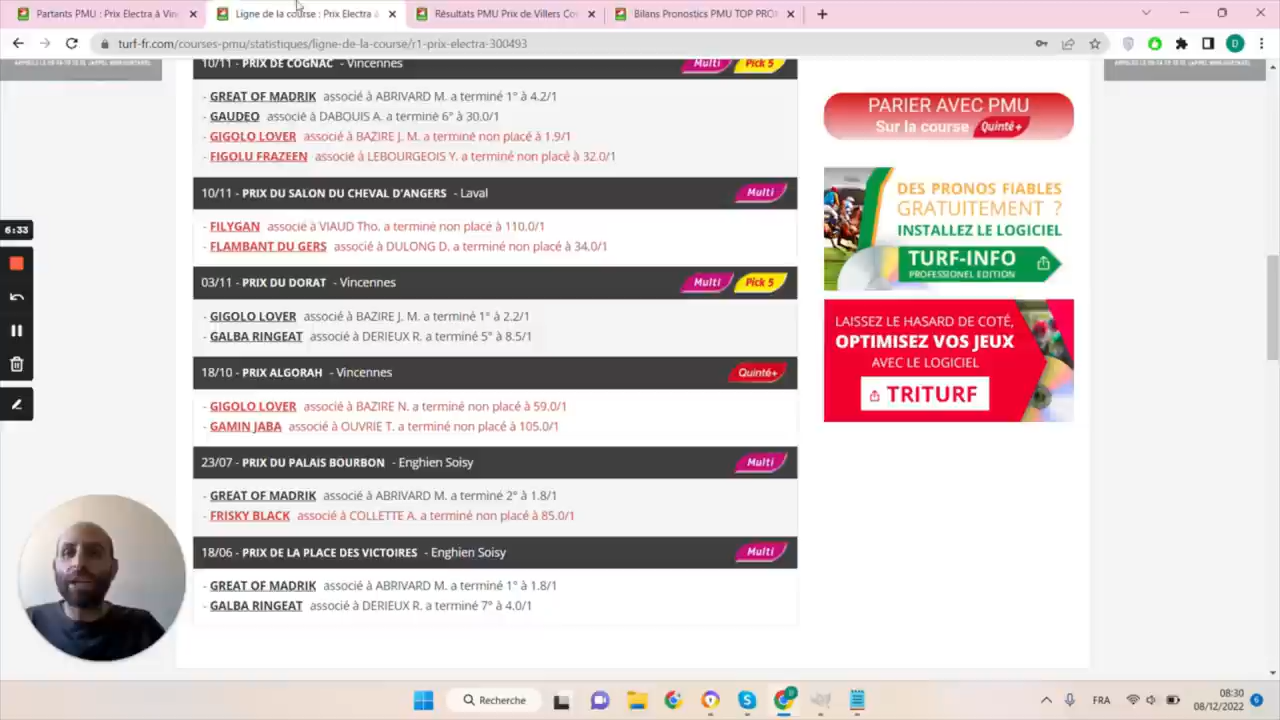 Partants PMU : Prix Electra à Vin
Ligne de la course : Prix Electra à
Résultats PMU Prix de Villers Co
Bilans Pronostics PMU TOP PRO
turf-fr.com/courses-pmu/statistiques/ligne-de-la-course/r1-prix-electra-300493
10/11 - PRIX DE COGNAC - Vincennes
Multi
Pick 5
- GREAT OF MADRIK associé à ABRIVARD M. a terminé 1° à 4.2/1
- GAUDEO associé à DABOUIS A. a terminé 6° à 30.0/1
- GIGOLO LOVER associé à BAZIRE J. M. a terminé non placé à 1.9/1
- FIGOLU FRAZEEN associé à LEBOURGEOIS Y. a terminé non placé à 32.0/1
10/11 - PRIX DU SALON DU CHEVAL D'ANGERS - Laval
Multi
- FILYGAN associé à VIAUD Tho. a terminé non placé à 110.0/1
- FLAMBANT DU GERS associé à DULONG D. a terminé non placé à 34.0/1
03/11 - PRIX DU DORAT - Vincennes
Multi
Pick 5
- GIGOLO LOVER associé à BAZIRE J. M. a terminé 1° à 2.2/1
- GALBA RINGEAT associé à DERIEUX R. a terminé 5° à 8.5/1
18/10 - PRIX ALGORAH - Vincennes
Quinté+
- GIGOLO LOVER associé à BAZIRE N. a terminé non placé à 59.0/1
- GAMIN JABA associé à OUVRIE T. a terminé non placé à 105.0/1
23/07 - PRIX DU PALAIS BOURBON - Enghien Soisy
Multi
- GREAT OF MADRIK associé à ABRIVARD M. a terminé 2° à 1.8/1
- FRISKY BLACK associé à COLLETTE A. a terminé non placé à 85.0/1
18/06 - PRIX DE LA PLACE DES VICTOIRES - Enghien Soisy
Multi
- GREAT OF MADRIK associé à ABRIVARD M. a terminé 1° à 1.8/1
- GALBA RINGEAT associé à DERIEUX R. a terminé 7° à 4.0/1
PARIER AVEC PMU
Sur la course Quinté+
DES PRONOS FIABLES
GRATUITEMENT ?
INSTALLEZ LE LOGICIEL
TURF-INFO
PROFESSIONEL EDITION
LAISSEZ LE HASARD DE COTÉ,
OPTIMISEZ VOS JEUX
AVEC LE LOGICIEL
TRITURF
6:33
Recherche
FRA
08:30
08/12/2022
D
6